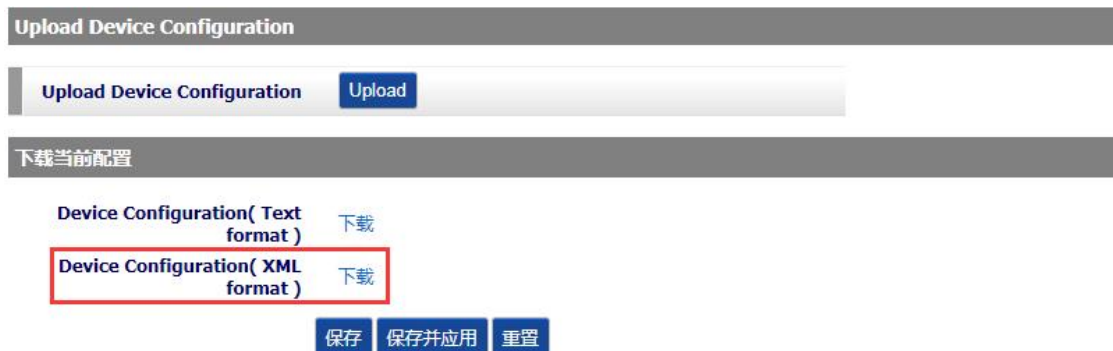 Upload Device Configuration
Upload Device Configuration Upload
下载当前配置
Device Configuration( Text
format ) 下载
Device Configuration( XML
format ) 下载
保存 保存并应用 重置